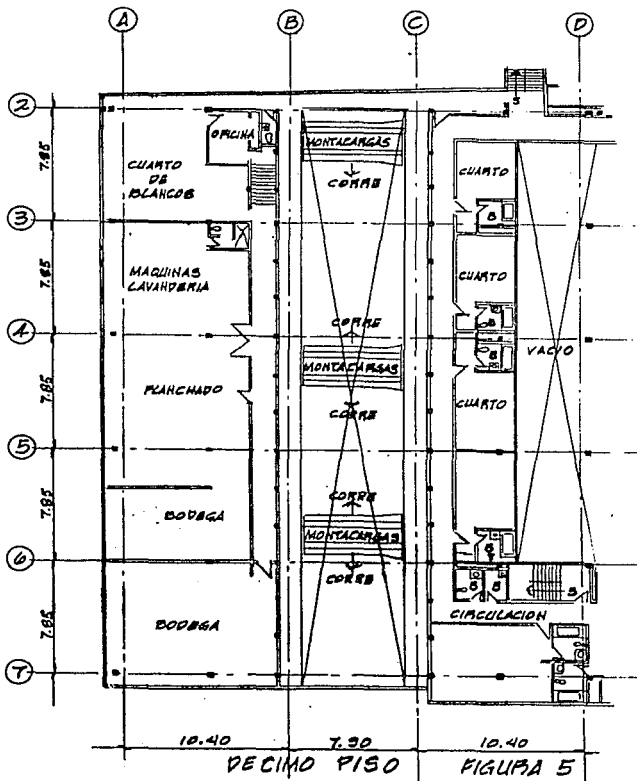 A B C D
2
OFICINA
MONTACARGAS
CUARTO
DE
BLANCOS
CORRE
CUARTO
7.85
3
B
MAQUINAS
LAVANDERIA
CUARTO
7.85
CORRE
B
4
MONTACARGAS
B
VACIO
PLANCHADO
CORRE
CUARTO
7.85
5
CORRE
BODEGA
MONTACARGAS
B
7.85
6
CORRE
B B B
CIRCULACION
BODEGA
7.85
7
10.40 7.90 10.40
DECIMO PISO FIGURA 5